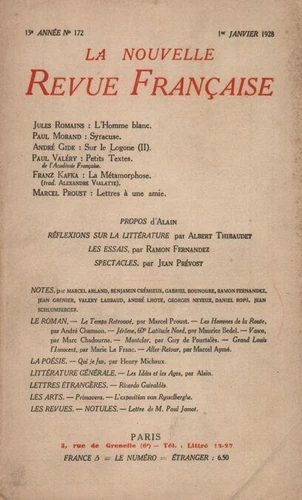 15e ANNÉE No 172 1er JANVIER 1928
LA NOUVELLE
REVUE FRANÇAISE
JULES ROMAINS : L'Homme blanc.
PAUL MORAND : Syracuse.
ANDRÉ GIDE : Sur le Logone (II).
PAUL VALÉRY : Petits Textes.
de l'Académie Française.
FRANZ KAFKA : La Métamorphose.
(trad. ALEXANDRE VIALATTE).
MARCEL PROUST : Lettres à une amie.
PROPOS d'ALAIN
RÉFLEXIONS SUR LA LITTÉRATURE par ALBERT THIBAUDET
LES ESSAIS, par RAMON FERNANDEZ
SPECTACLES, par JEAN PRÉVOST
NOTES, par MARCEL ARLAND, BENJAMIN CRÉMIEUX, GABRIEL BOUNOURE, RAMON FERNANDEZ,
JEAN GRENIER, VALERY LARBAUD, ANDRÉ LHOTE, GEORGES NEVEUX, DANIEL ROPS, JEAN
SCHLUMBERGER.
LE ROMAN. — Le Temps Retrouvé, par Marcel Proust. — Les Hommes de la Route,
par André Chamson. — Jérôme, 60e Latitude Nord, par Maurice Bedel. — Vasco,
par Marc Chadourne. — Montclar, par Guy de Pourtalès. — Grand Louis
l'Innocent, par Marie Le Franc. — Aller-Retour, par Marcel Aymé.
LA POÉSIE. — Qui je fus, par Henry Michaux.
LITTÉRATURE GÉNÉRALE. — Les Idées et les Ages, par Alain.
LETTRES ÉTRANGÈRES. — Ricardo Guiraldès.
LES ARTS. — Primavera. — L'exposition van Rysselberghe.
LES REVUES. — NOTULES. — Lettre de M. Paul Jamot.
PARIS
3, rue de Grenelle (6e) — Tél. : Littré 12-27
FRANCE 5 = LE NUMÉRO = ÉTRANGER : 6.50